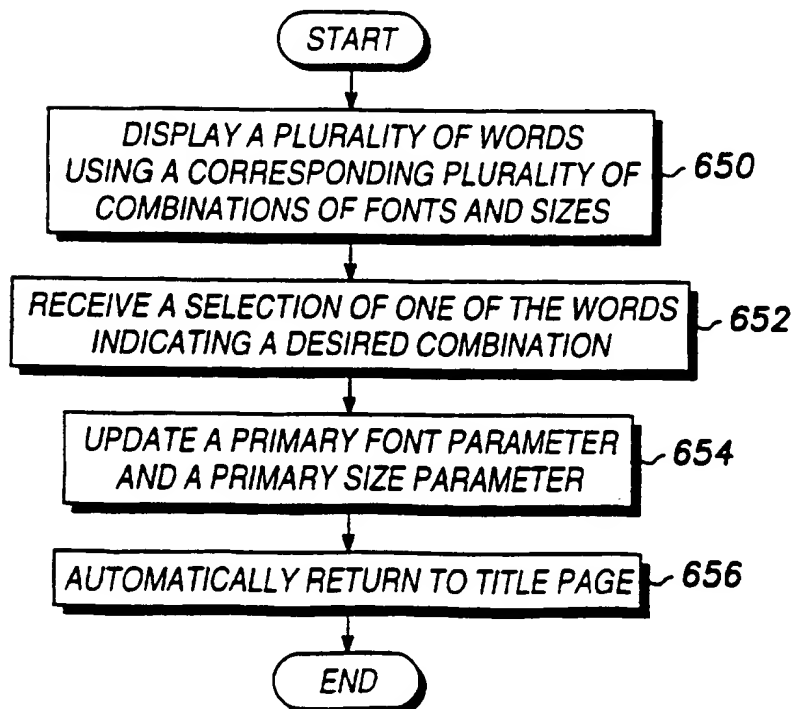 START
DISPLAY A PLURALITY OF WORDS
USING A CORRESPONDING PLURALITY OF
COMBINATIONS OF FONTS AND SIZES
650
RECEIVE A SELECTION OF ONE OF THE WORDS
INDICATING A DESIRED COMBINATION
652
UPDATE A PRIMARY FONT PARAMETER
AND A PRIMARY SIZE PARAMETER
654
AUTOMATICALLY RETURN TO TITLE PAGE
656
END